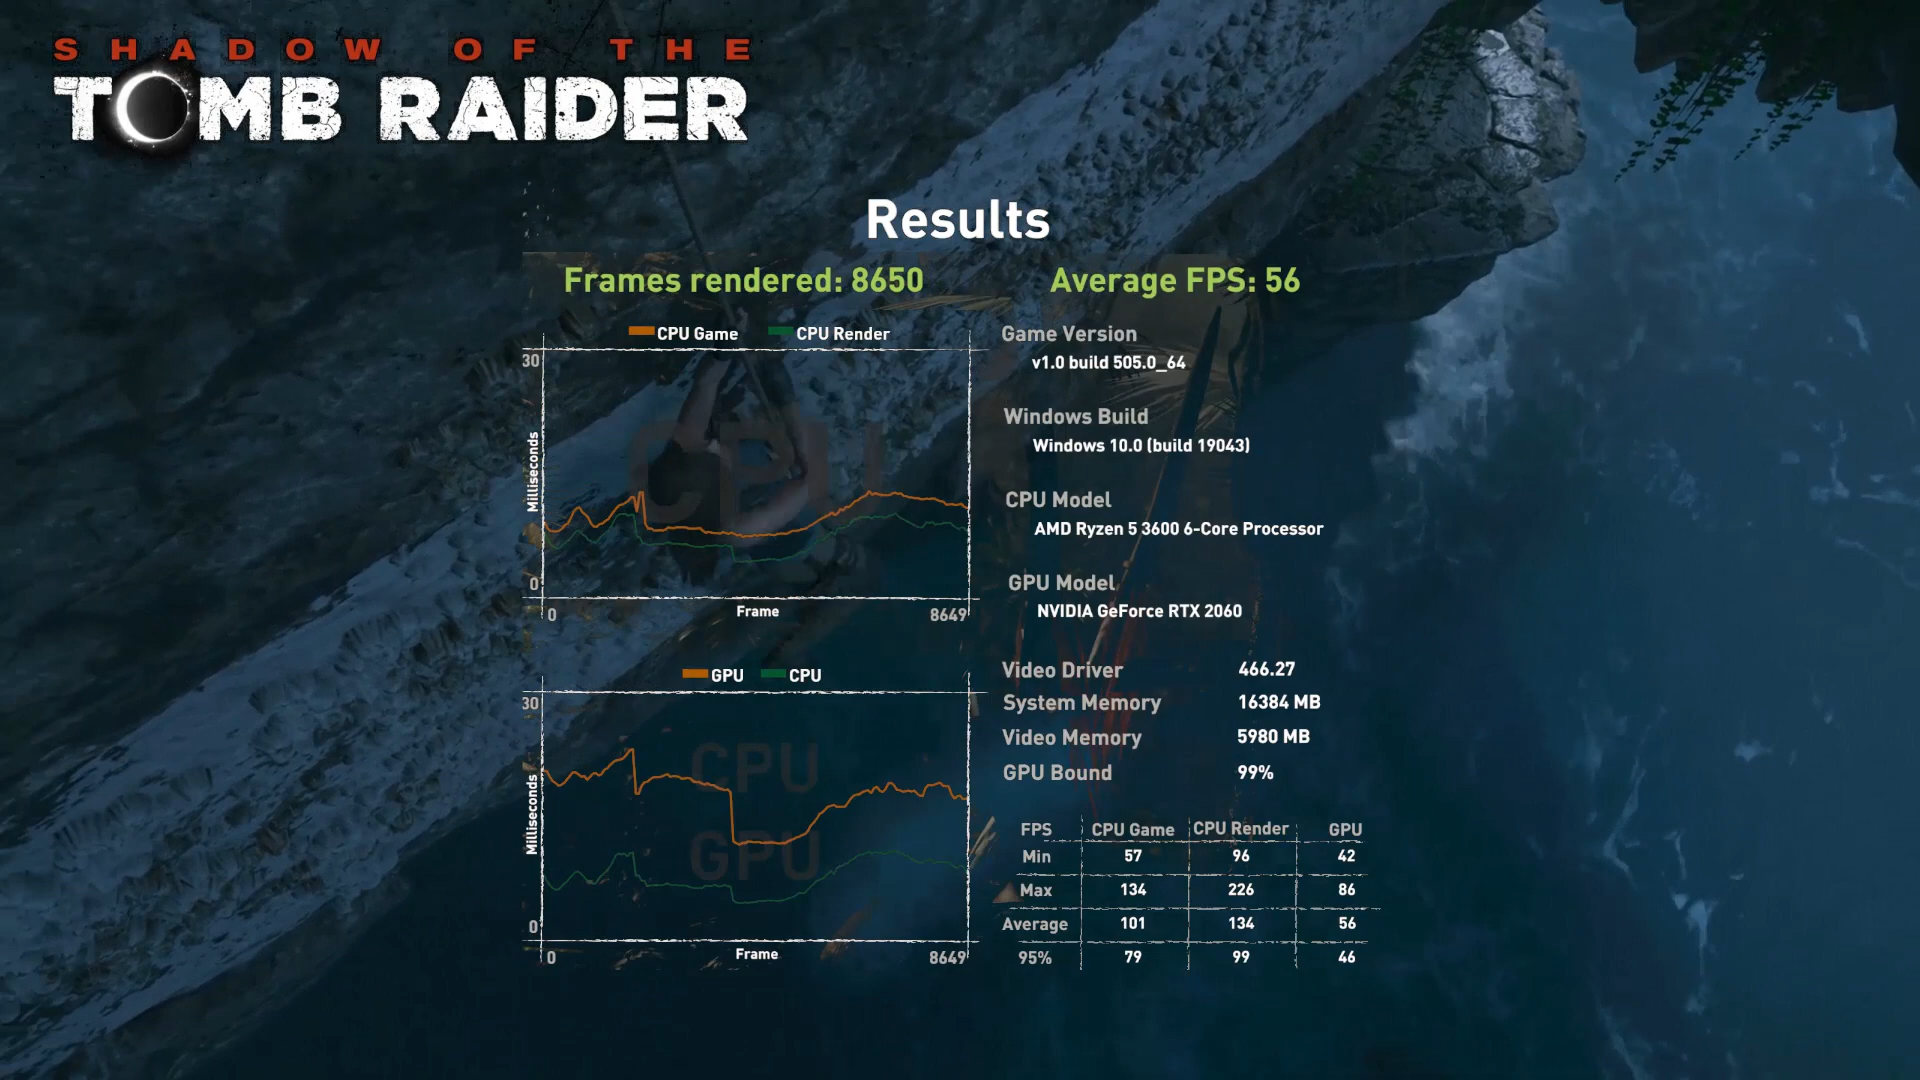 SHADOW OF THE
TOMB RAIDER
Results
Frames rendered: 8650
Average FPS: 56
CPU Game CPU Render
30
Milliseconds
CPU
0
0 Frame 8649
GPU CPU
30
Milliseconds
CPU
GPU
0
0 Frame 8649
Game Version
v1.0 build 505.0_64
Windows Build
Windows 10.0 (build 19043)
CPU Model
AMD Ryzen 5 3600 6-Core Processor
GPU Model
NVIDIA GeForce RTX 2060
Video Driver 466.27
System Memory 16384 MB
Video Memory 5980 MB
GPU Bound 99%
FPS CPU Game CPU Render GPU
Min 57 96 42
Max 134 226 86
Average 101 134 56
95% 79 99 46